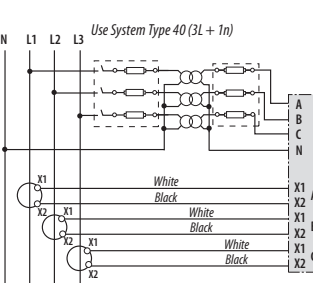 Use System Type 40 (3L + 1n)
N L1 L2 L3
A
B
C
N
X1 White X1
X2 Black X2
X1 White X1
X2 Black X2
X1 White X1
X2 Black X2